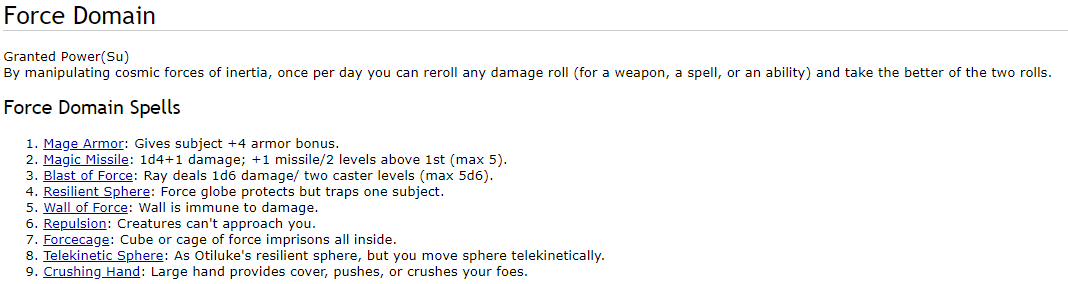 Force Domain
Granted Power(Su)
By manipulating cosmic forces of inertia, once per day you can reroll any damage roll (for a weapon, a spell, or an ability) and take the better of the two rolls.
Force Domain Spells
1. Mage Armor: Gives subject +4 armor bonus.
2. Magic Missile: 1d4+1 damage; +1 missile/2 levels above 1st (max 5).
3. Blast of Force: Ray deals 1d6 damage/ two caster levels (max 5d6).
4. Resilient Sphere: Force globe protects but traps one subject.
5. Wall of Force: Wall is immune to damage.
6. Repulsion: Creatures can't approach you.
7. Forcecage: Cube or cage of force imprisons all inside.
8. Telekinetic Sphere: As Otiluke's resilient sphere, but you move sphere telekinetically.
9. Crushing Hand: Large hand provides cover, pushes, or crushes your foes.